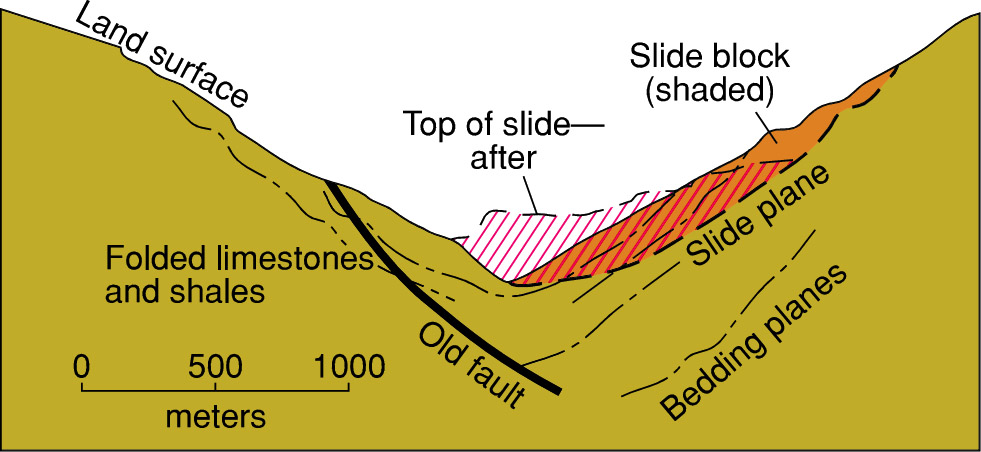 Land surface
Slide block
(shaded)
Top of slide—
after
Slide plane
Folded limestones
and shales
Old fault
Bedding planes
0 500 1000
meters